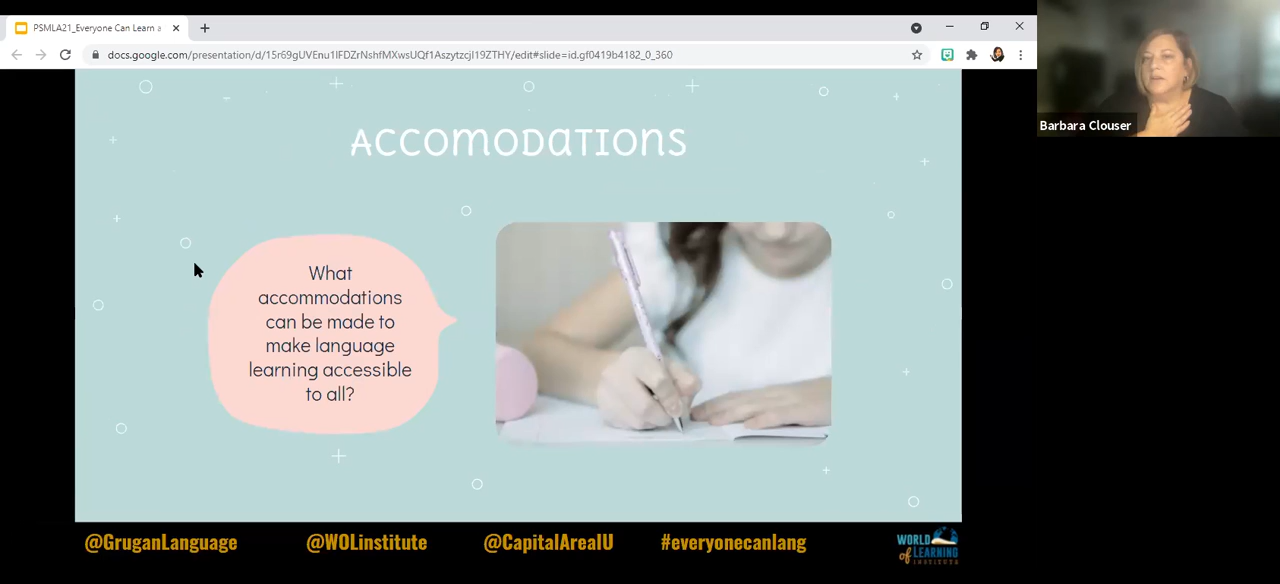 PSMLA21_Everyone Can Learn a
docs.google.com/presentation/d/15r69gUVEnu1IFDZrNshfMXwsUQf1Aszytzcjl19ZTHY/edit#slide=id.gf0419b4182_0_360
Barbara Clouser
ACCOMODATIONS
What
accommodations
can be made to
make language
learning accessible
to all?
@GruganLanguage
@WOLinstitute
@CapitalAreaIU
#everyonecanlang
WORLD
of LEARNING
INSTITUTE